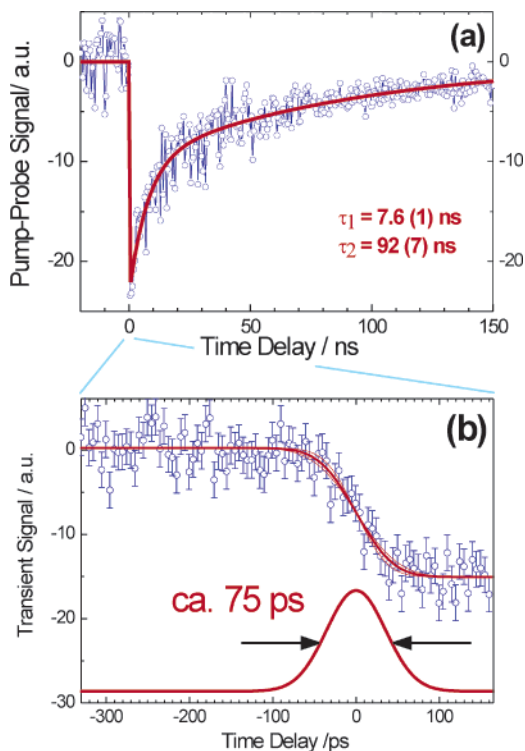 (a)
0
-10
-20
0
-10
-20
Pump-Probe Signal/ a.u.
τ1 = 7.6 (1) ns
τ2 = 92 (7) ns
0
50
100
150
Time Delay / ns
(b)
0
-10
-20
-30
Transient Signal / a.u.
ca. 75 ps
-300
-200
-100
0
100
Time Delay /ps